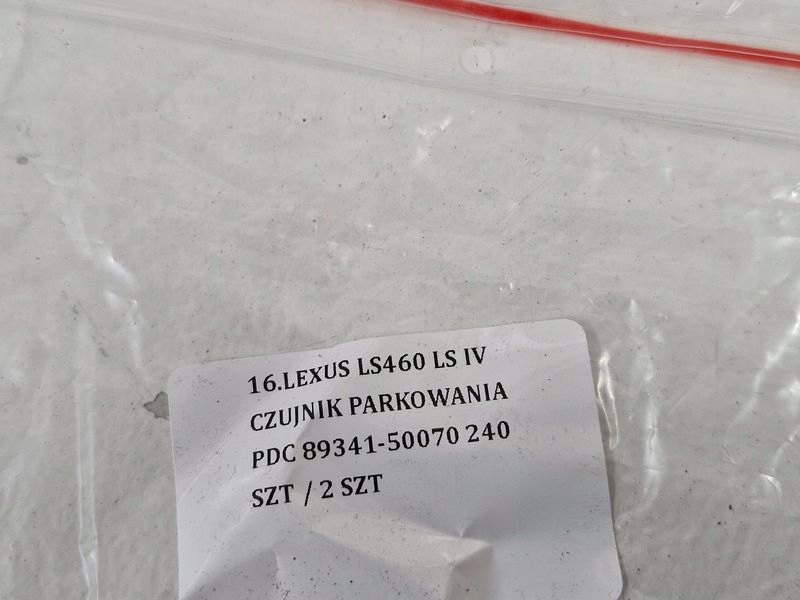 16.LEXUS LS460 LS IV
CZUJNIK PARKOWANIA
PDC 89341-50070 240
SZT / 2 SZT